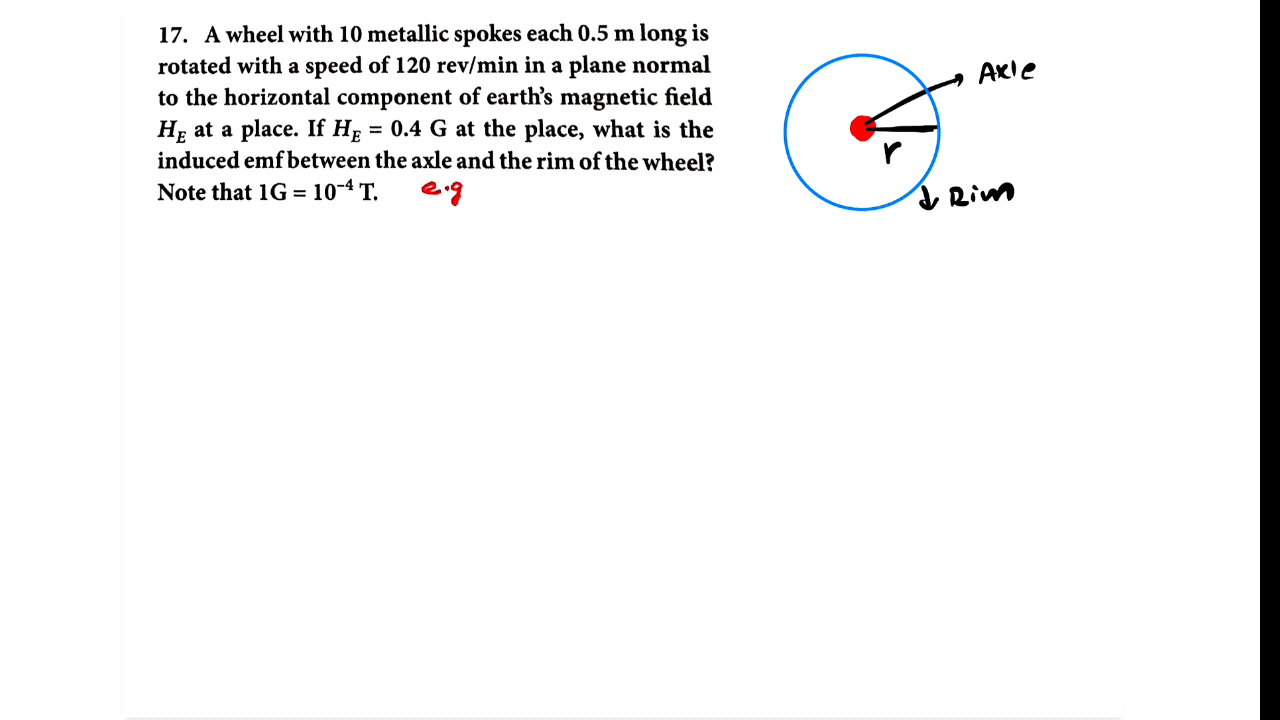 17. A wheel with 10 metallic spokes each 0.5 m long is
rotated with a speed of 120 rev/min in a plane normal
to the horizontal component of earth's magnetic field
H_E at a place. If H_E = 0.4 G at the place, what is the
induced emf between the axle and the rim of the wheel?
Note that 1G = 10⁻⁴ T. e.g
Axle
r
↓ Rim